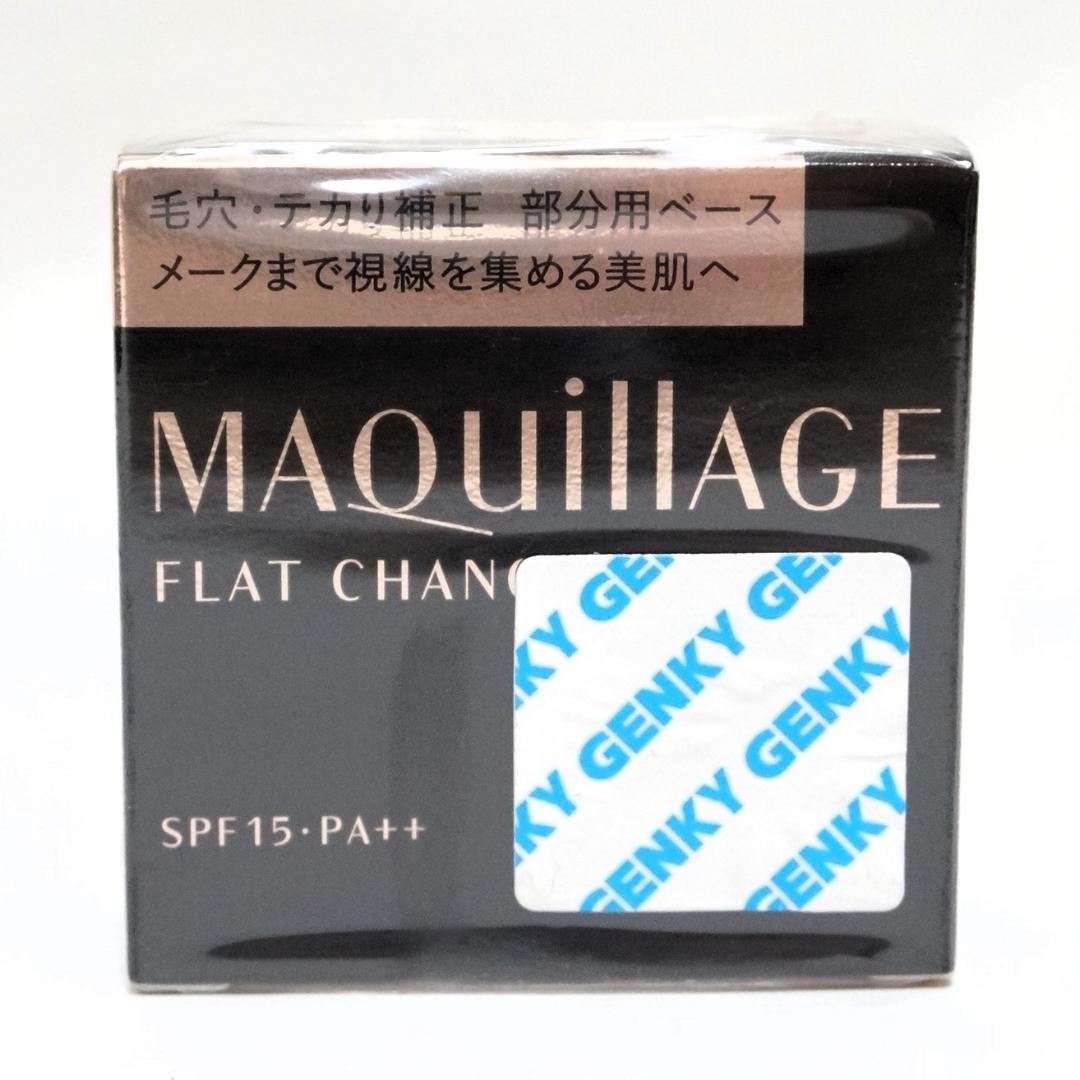 毛穴・テカリ補正 部分用ベース
メークまで視線を集める美肌へ
MAQuillAGE
FLAT CHANG
SPF15・PA++
GENKY GENKY
GENKY GENKY
GENKY GENKY